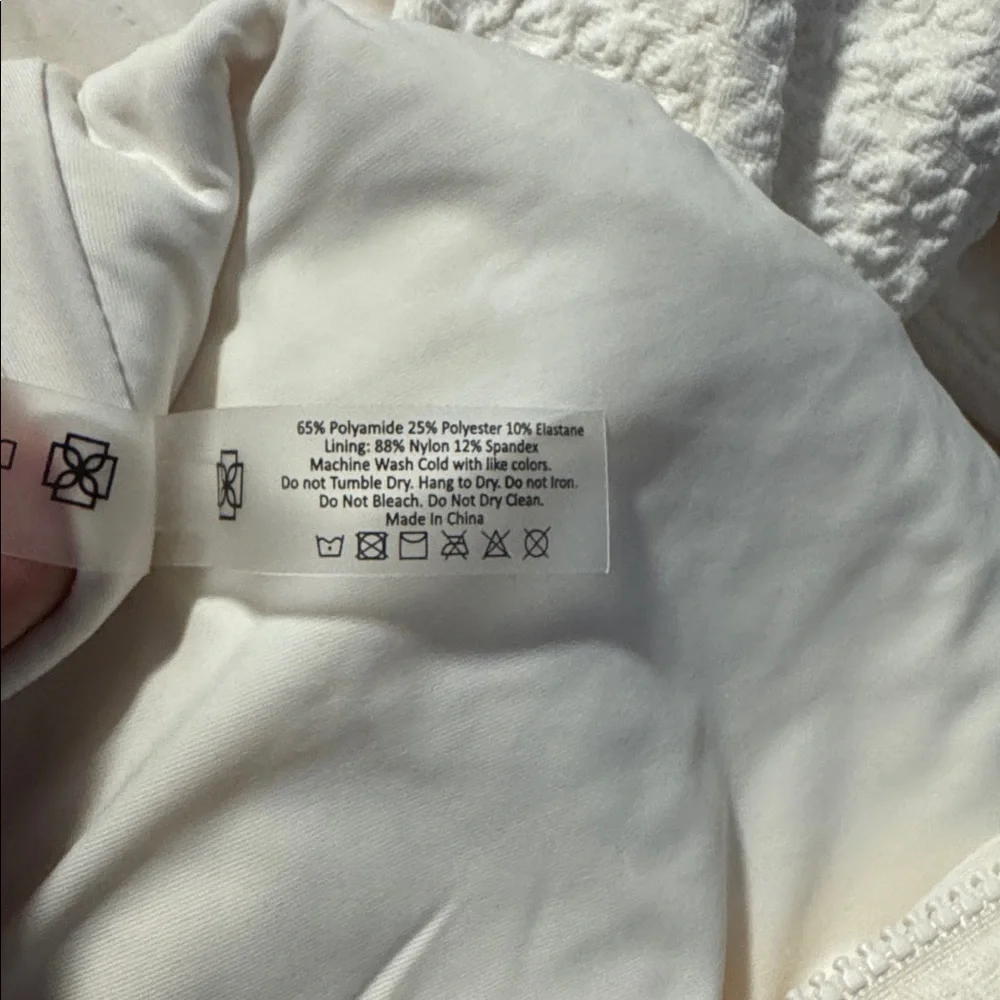 65% Polyamide 25% Polyester 10% Elastane
Lining: 88% Nylon 12% Spandex
Machine Wash Cold with like colors.
Do not Tumble Dry. Hang to Dry. Do not Iron.
Do Not Bleach. Do Not Dry Clean.
Made In China